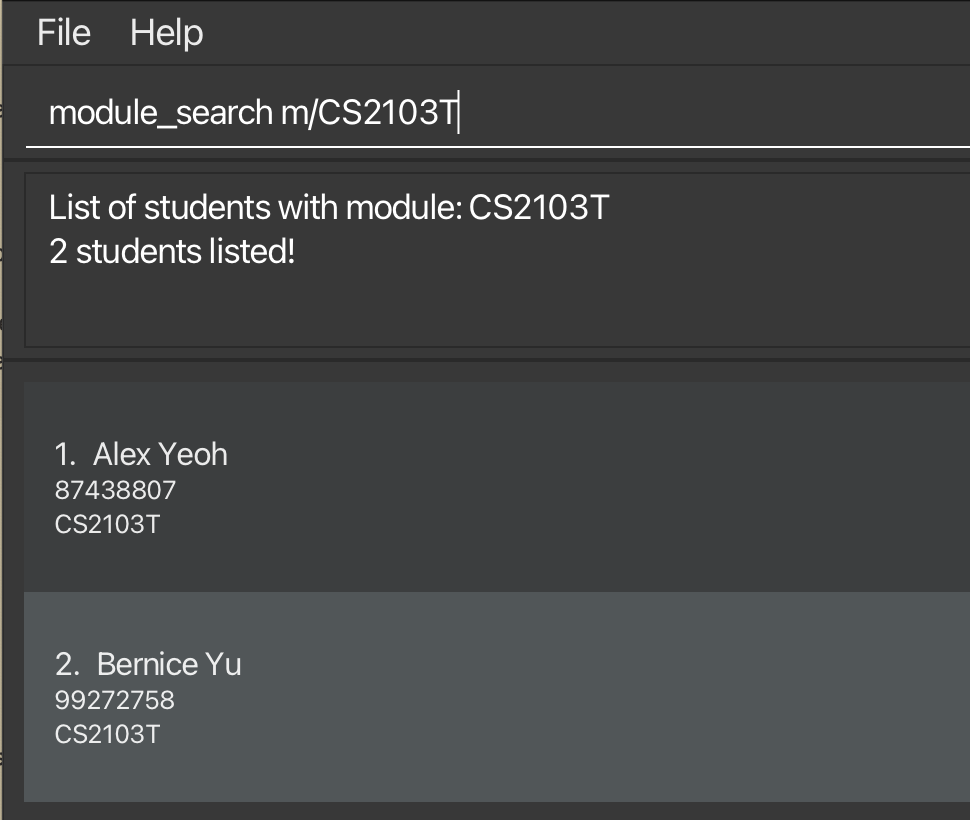 File Help
module_search m/CS2103T
List of students with module: CS2103T
2 students listed!
1. Alex Yeoh
87438807
CS2103T
2. Bernice Yu
99272758
CS2103T